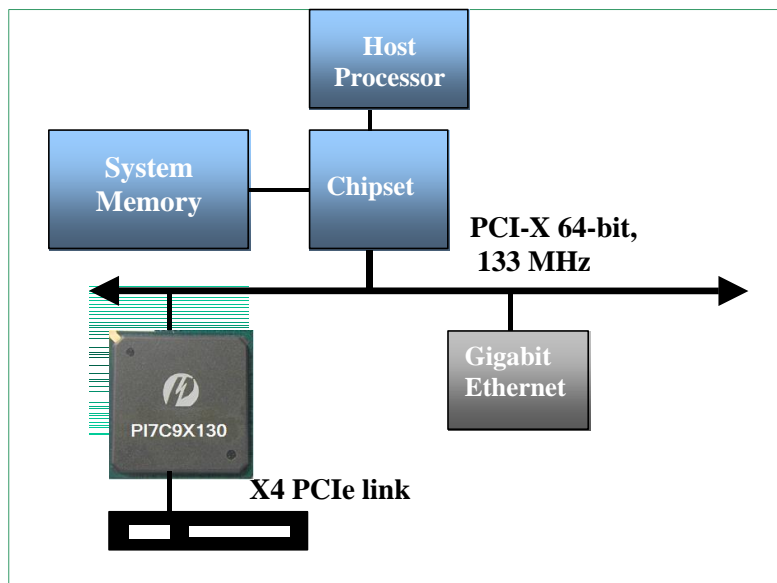 Host
Processor
System
Memory
Chipset
PCI-X 64-bit,
133 MHz
Gigabit
Ethernet
PI7C9X130
X4 PCIe link